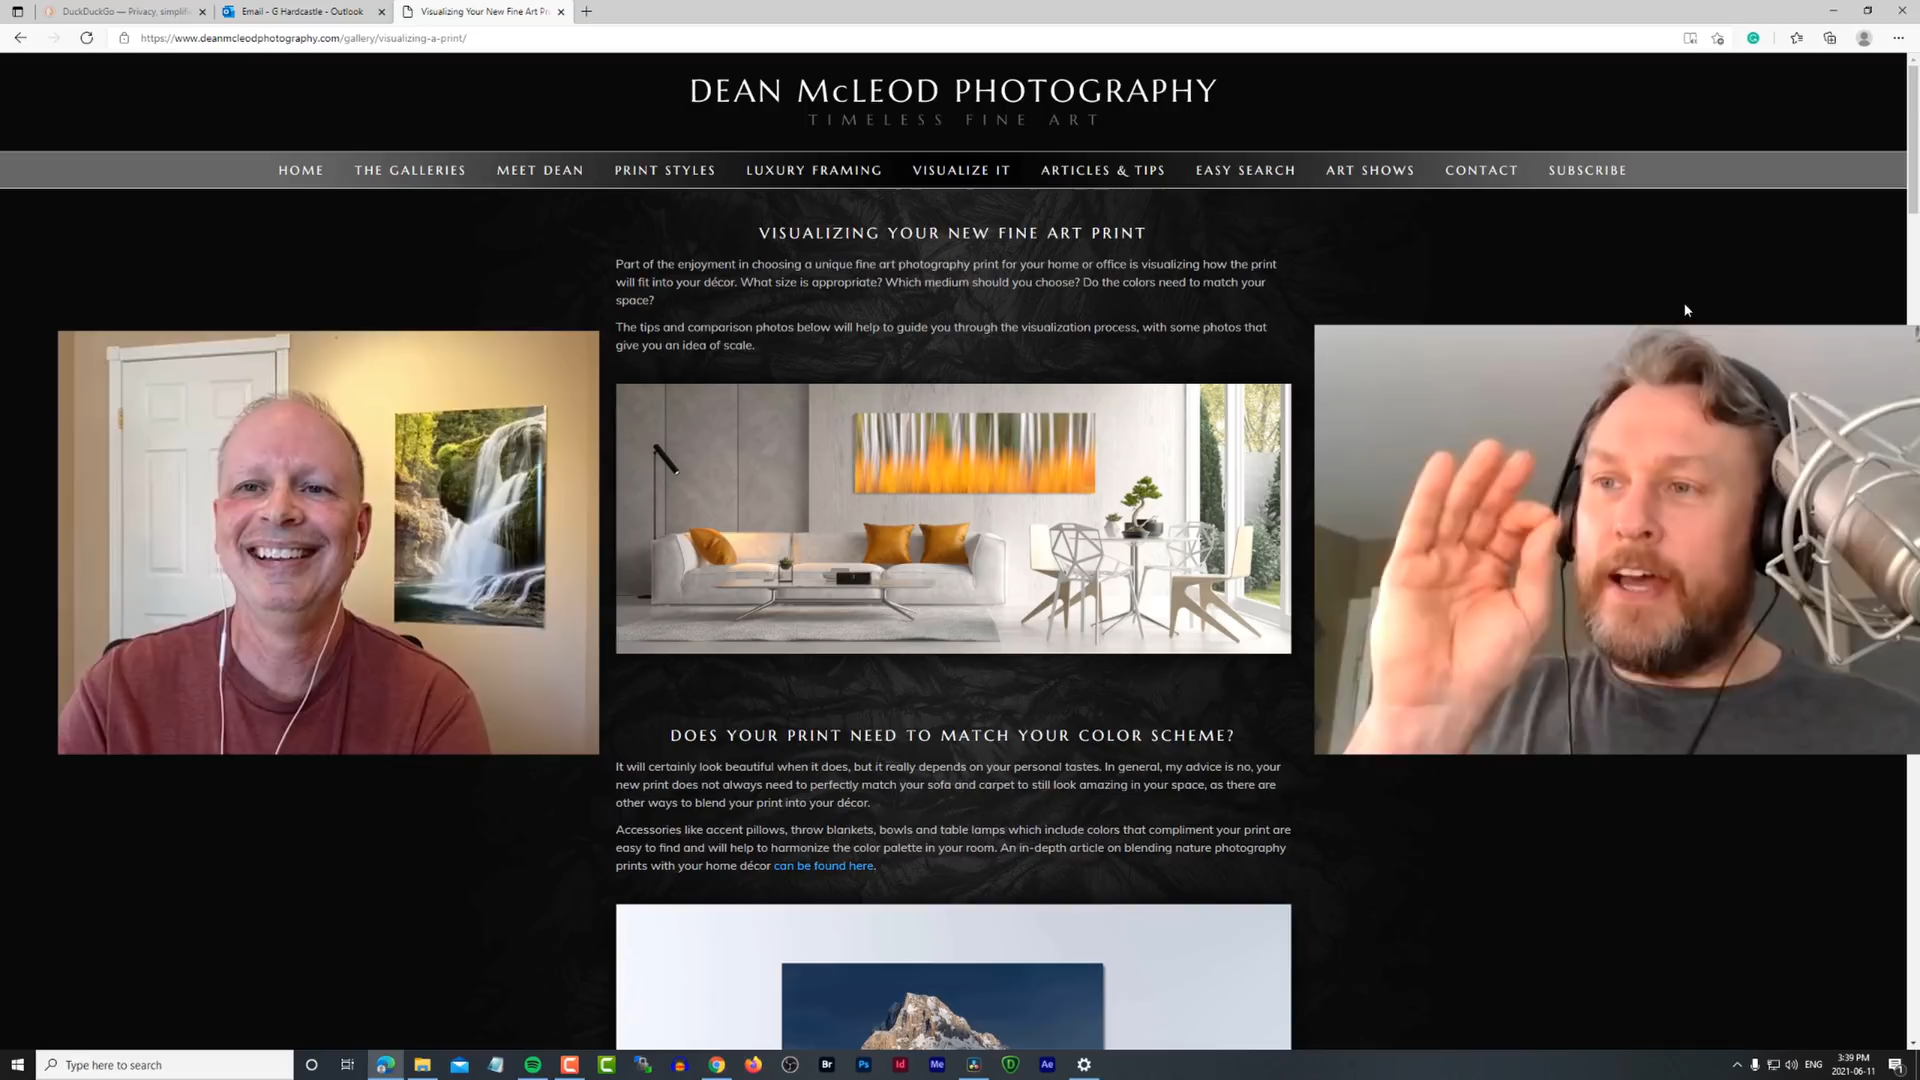 DuckDuckGo — Privacy, simplifi
Email - G Hardcastle - Outlook
Visualizing Your New Fine Art Pr
https://www.deanmcleodphotography.com/gallery/visualizing-a-print/
DEAN McLEOD PHOTOGRAPHY
TIMELESS FINE ART
HOME THE GALLERIES MEET DEAN PRINT STYLES LUXURY FRAMING VISUALIZE IT ARTICLES & TIPS EASY SEARCH ART SHOWS CONTACT SUBSCRIBE
VISUALIZING YOUR NEW FINE ART PRINT
Part of the enjoyment in choosing a unique fine art photography print for your home or office is visualizing how the print
will fit into your décor. What size is appropriate? Which medium should you choose? Do the colors need to match your
space?
The tips and comparison photos below will help to guide you through the visualization process, with some photos that
give you an idea of scale.
DOES YOUR PRINT NEED TO MATCH YOUR COLOR SCHEME?
It will certainly look beautiful when it does, but it really depends on your personal tastes. In general, my advice is no, your
new print does not always need to perfectly match your sofa and carpet to still look amazing in your space, as there are
other ways to blend your print into your décor.
Accessories like accent pillows, throw blankets, bowls and table lamps which include colors that compliment your print are
easy to find and will help to harmonize the color palette in your room. An in-depth article on blending nature photography
prints with your home décor can be found here.
Type here to search
Br Ps Id Me Ae
ENG
3:39 PM
2021-06-11